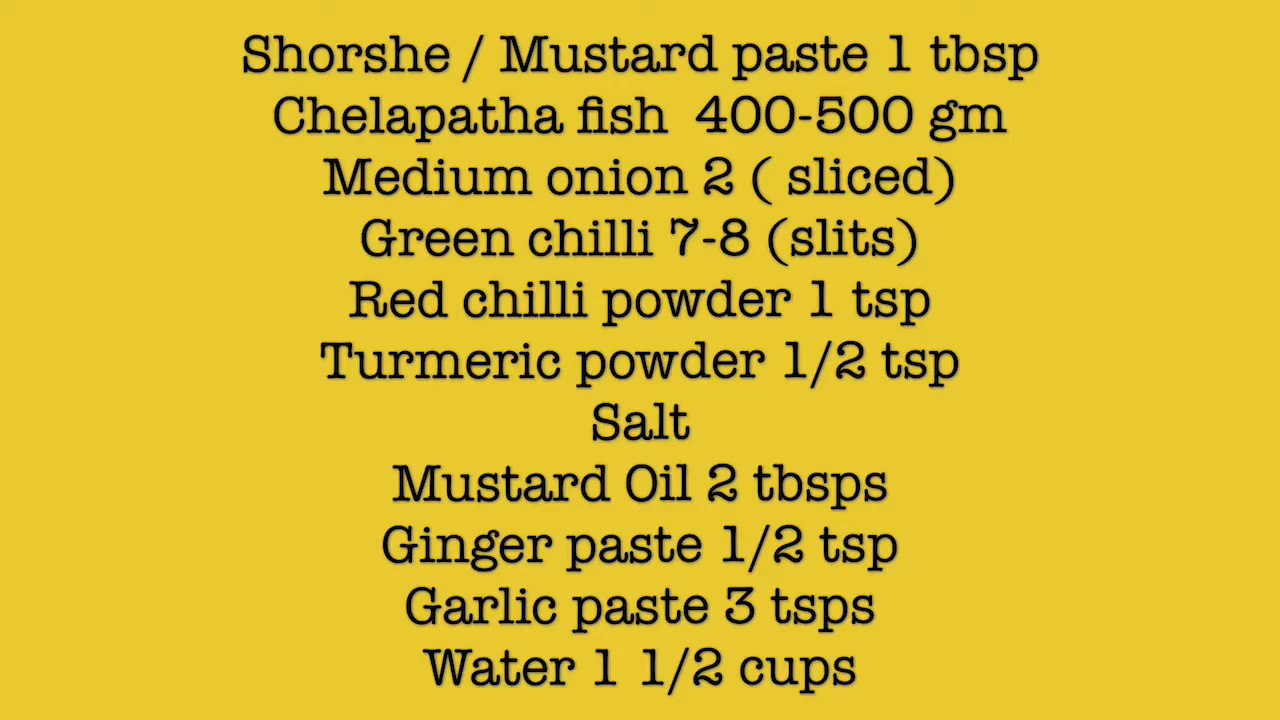 Shorshe / Mustard paste 1 tbsp
Chelapatha fish 400-500 gm
Medium onion 2 ( sliced)
Green chilli 7-8 (slits)
Red chilli powder 1 tsp
Turmeric powder 1/2 tsp
Salt
Mustard Oil 2 tbsps
Ginger paste 1/2 tsp
Garlic paste 3 tsps
Water 1 1/2 cups